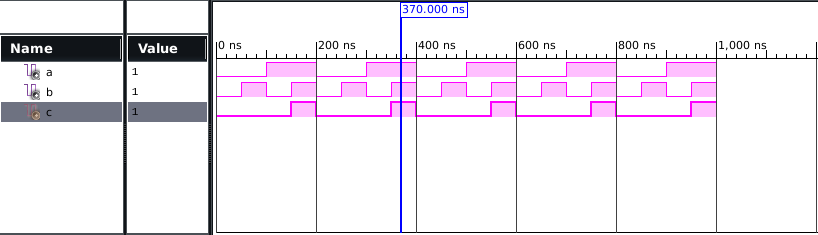 370.000 ns
Name Value 0 ns 200 ns 400 ns 600 ns 800 ns 1,000 ns
a 1
b 1
c 1